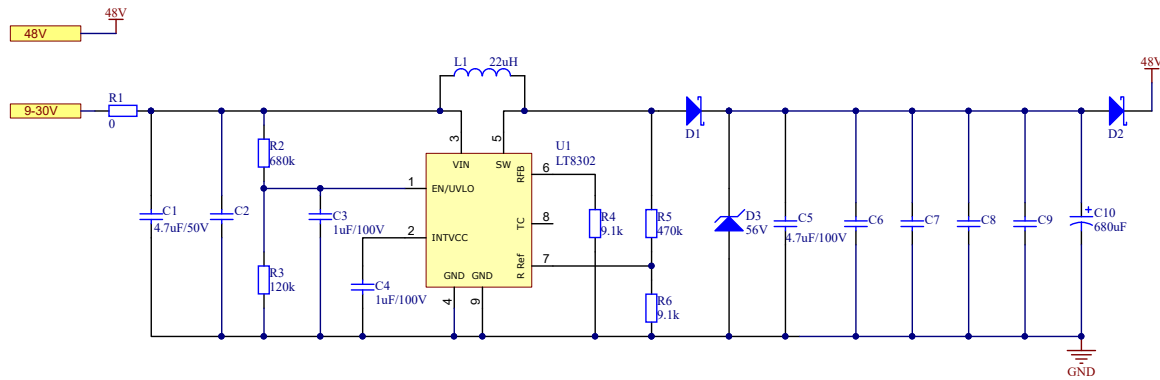 48V
48V
L1 22uH
48V
9-30V
R1
0
D1
D2
3
5
U1
LT8302
R2
680k
VIN
SW
RFB
6
1
EN/UVLO
C1
4.7uF/50V
C2
C3
1uF/100V
2
INTVCC
TC
8
R4
9.1k
R5
470k
D3
56V
C5
4.7uF/100V
C6
C7
C8
C9
+
C10
680uF
R3
120k
C4
1uF/100V
GND
GND
R Ref
7
4
9
R6
9.1k
GND